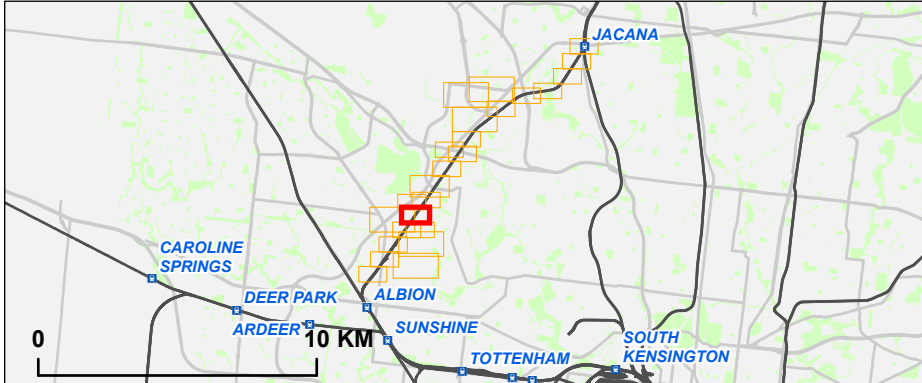 JACANA
CAROLINE
SPRINGS
DEER PARK
ALBION
ARDEER
SUNSHINE
0
10 KM
TOTTENHAM
SOUTH
KENSINGTON